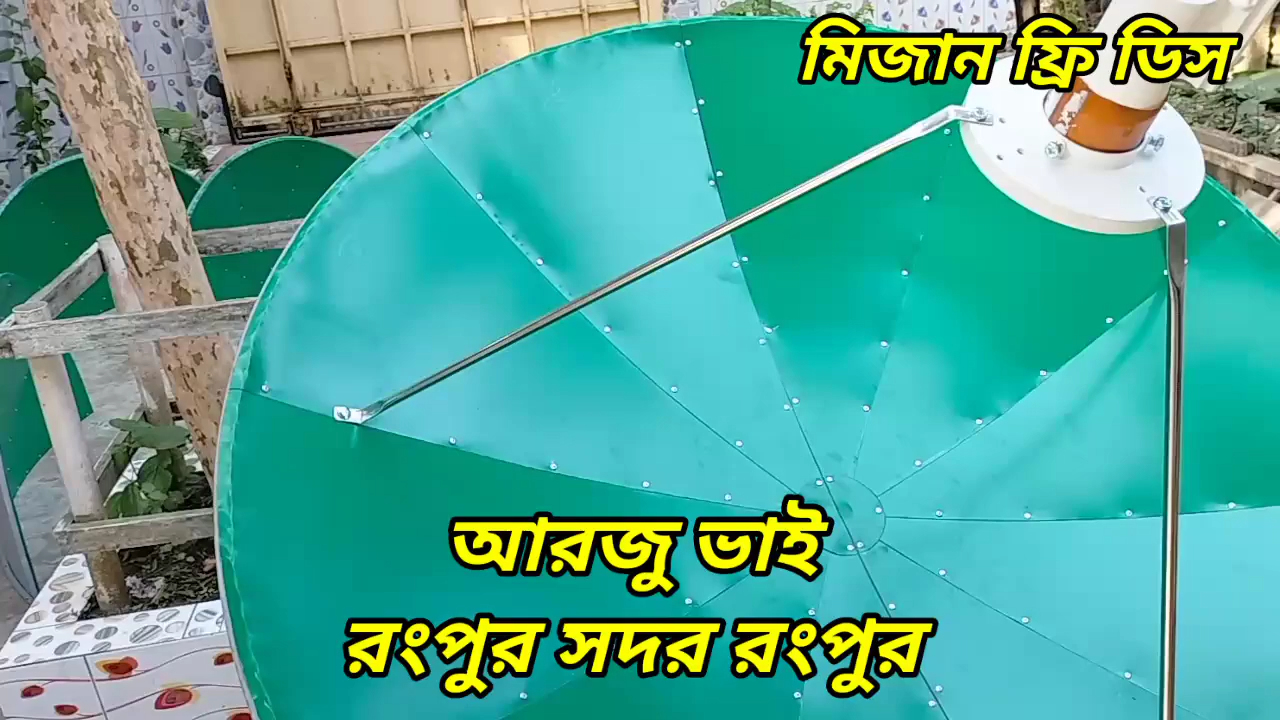 মিজান ফ্রি ডিস
আরজু ভাই
রংপুর সদর রংপুর